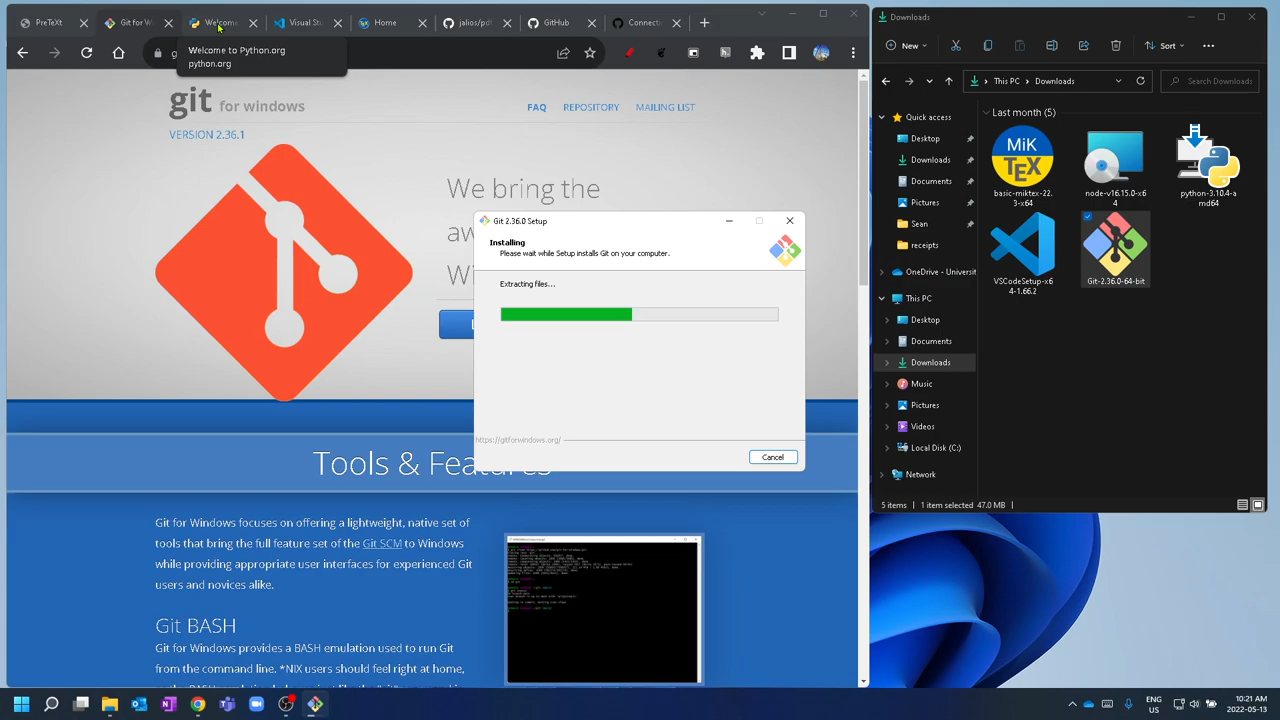 PreTeXt
Git for Win
Welcome
Visual Stu
Home
jalios/pdf
GitHub
Connecti
Welcome to Python.org
python.org
g
git for windows
VERSION 2.36.1
FAQ
REPOSITORY
MAILING LIST
We bring the
aw
Wi
Git 2.36.0 Setup
Installing
Please wait while Setup installs Git on your computer.
Extracting files...
https://gitforwindows.org/
Cancel
Tools & Features
Git for Windows focuses on offering a lightweight, native set of
tools that bring the full feature set of the Git SCM to Windows
while providing appropriate user interfaces for experienced Git
users and novices alike.
Git BASH
Git for Windows provides a BASH emulation used to run Git
from the command line. *NIX users should feel right at home,
Downloads
New
Sort
This PC
Downloads
Search Downloads
Quick access
Desktop
Downloads
Documents
Pictures
Sean
receipts
OneDrive - Universit
This PC
Desktop
Documents
Downloads
Music
Pictures
Videos
Local Disk (C:)
Network
Last month (5)
MiK
TEX
basic-miktex-22.
3-x64
node-v16.15.0-x6
4
python-3.10.4-a
md64
VSCodeSetup-x6
4-1.66.2
Git-2.36.0-64-bit
5 items
1 item selected 47.0 MB
ENG
US
10:21 AM
2022-05-13